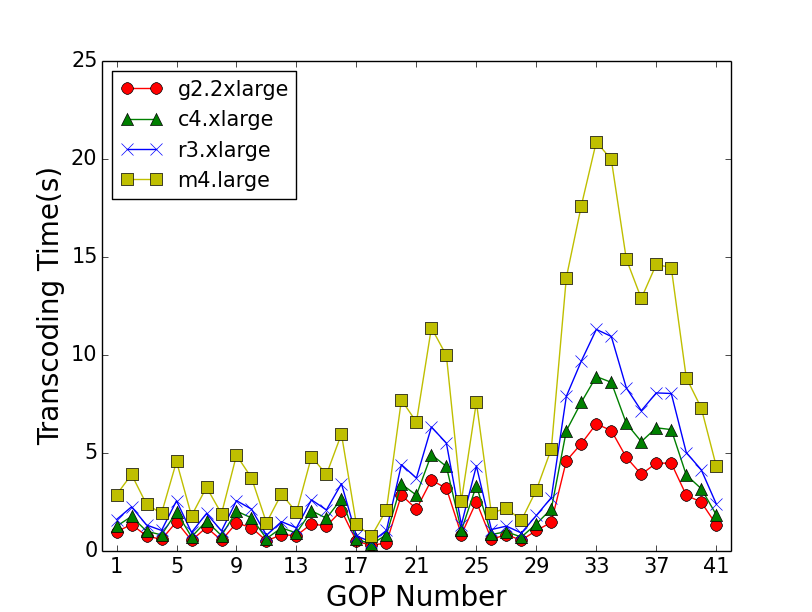 25
20
15
10
5
0
Transcoding Time(s)
g2.2xlarge
c4.xlarge
r3.xlarge
m4.large
1 5 9 13 17 21 25 29 33 37 41
GOP Number